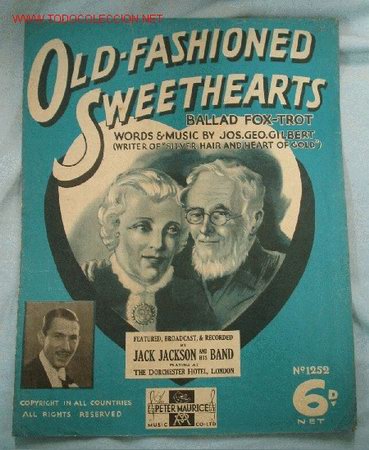 WWW.TODOCOLECCION.NET
OLD-FASHIONED
SWEETHEARTS
BALLAD FOX-TROT
WORDS & MUSIC BY JOS. GEO. GILBERT
(WRITER OF "SILVER HAIR AND HEART OF GOLD")
FEATURED, BROADCAST, & RECORDED
BY
JACK JACKSON AND HIS BAND
PLAYING AT
THE DORCHESTER HOTEL, LONDON
COPYRIGHT IN ALL COUNTRIES
ALL RIGHTS RESERVED
PETER MAURICE
MUSIC CO. LTD
No 1252
6D.
NET